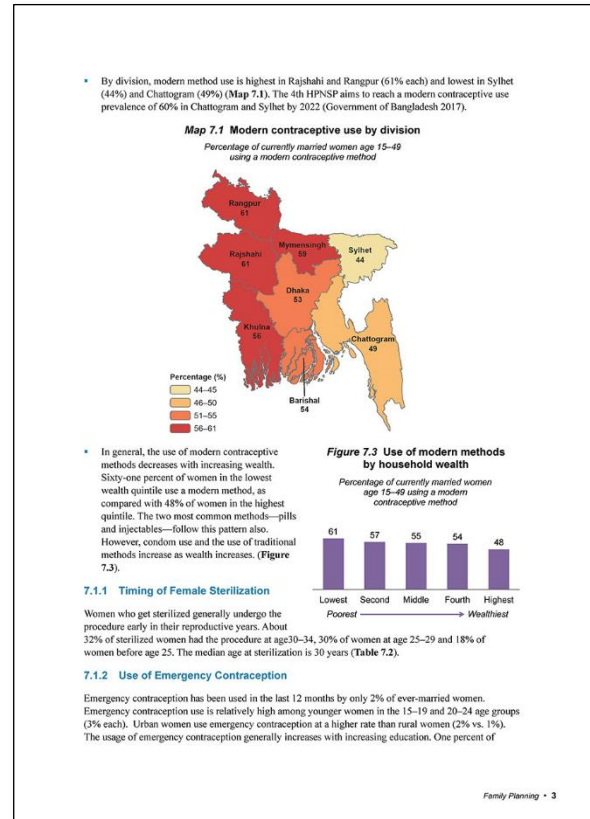 • By division, modern method use is highest in Rajshahi and Rangpur (61% each) and lowest in Sylhet
(44%) and Chattogram (49%) (Map 7.1). The 4th HPNSP aims to reach a modern contraceptive use
prevalence of 60% in Chattogram and Sylhet by 2022 (Government of Bangladesh 2017).
Map 7.1 Modern contraceptive use by division
Percentage of currently married women age 15–49
using a modern contraceptive method
Rangpur
61
Rajshahi
61
Mymensingh
59
Sylhet
44
Dhaka
53
Khulna
56
Chattogram
49
Barishal
54
Percentage (%)
44–45
46–50
51–55
56–61
• In general, the use of modern contraceptive
methods decreases with increasing wealth.
Sixty-one percent of women in the lowest
wealth quintile use a modern method, as
compared with 48% of women in the highest
quintile. The two most common methods—pills
and injectables—follow this pattern also.
However, condom use and the use of traditional
methods increase as wealth increases. (Figure
7.3).
Figure 7.3 Use of modern methods
by household wealth
Percentage of currently married women
age 15–49 using a modern
contraceptive method
61 57 55 54 48
Lowest Second Middle Fourth Highest
Poorest Wealthiest
7.1.1 Timing of Female Sterilization
Women who get sterilized generally undergo the
procedure early in their reproductive years. About
32% of sterilized women had the procedure at age30–34, 30% of women at age 25–29 and 18% of
women before age 25. The median age at sterilization is 30 years (Table 7.2).
7.1.2 Use of Emergency Contraception
Emergency contraception has been used in the last 12 months by only 2% of ever-married women.
Emergency contraception use is relatively high among younger women in the 15–19 and 20–24 age groups
(3% each). Urban women use emergency contraception at a higher rate than rural women (2% vs. 1%).
The usage of emergency contraception generally increases with increasing education. One percent of
Family Planning • 3